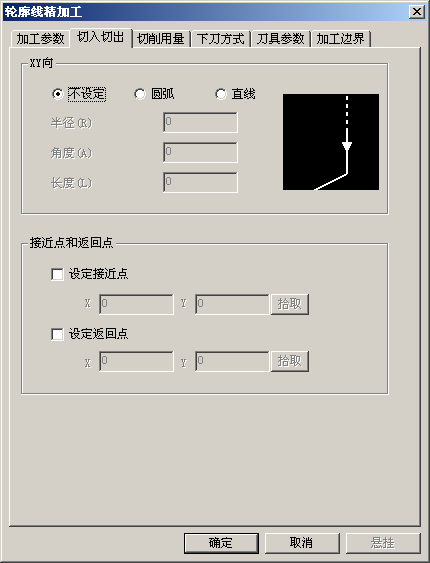 轮廓线精加工
加工参数 切入切出 切削用量 下刀方式 刀具参数 加工边界
XY向
不设定 圆弧 直线
半径(R) 0
角度(A) 0
长度(L) 0
接近点和返回点
设定接近点
X 0 Y 0 拾取
设定返回点
X 0 Y 0 拾取
确定 取消 悬挂